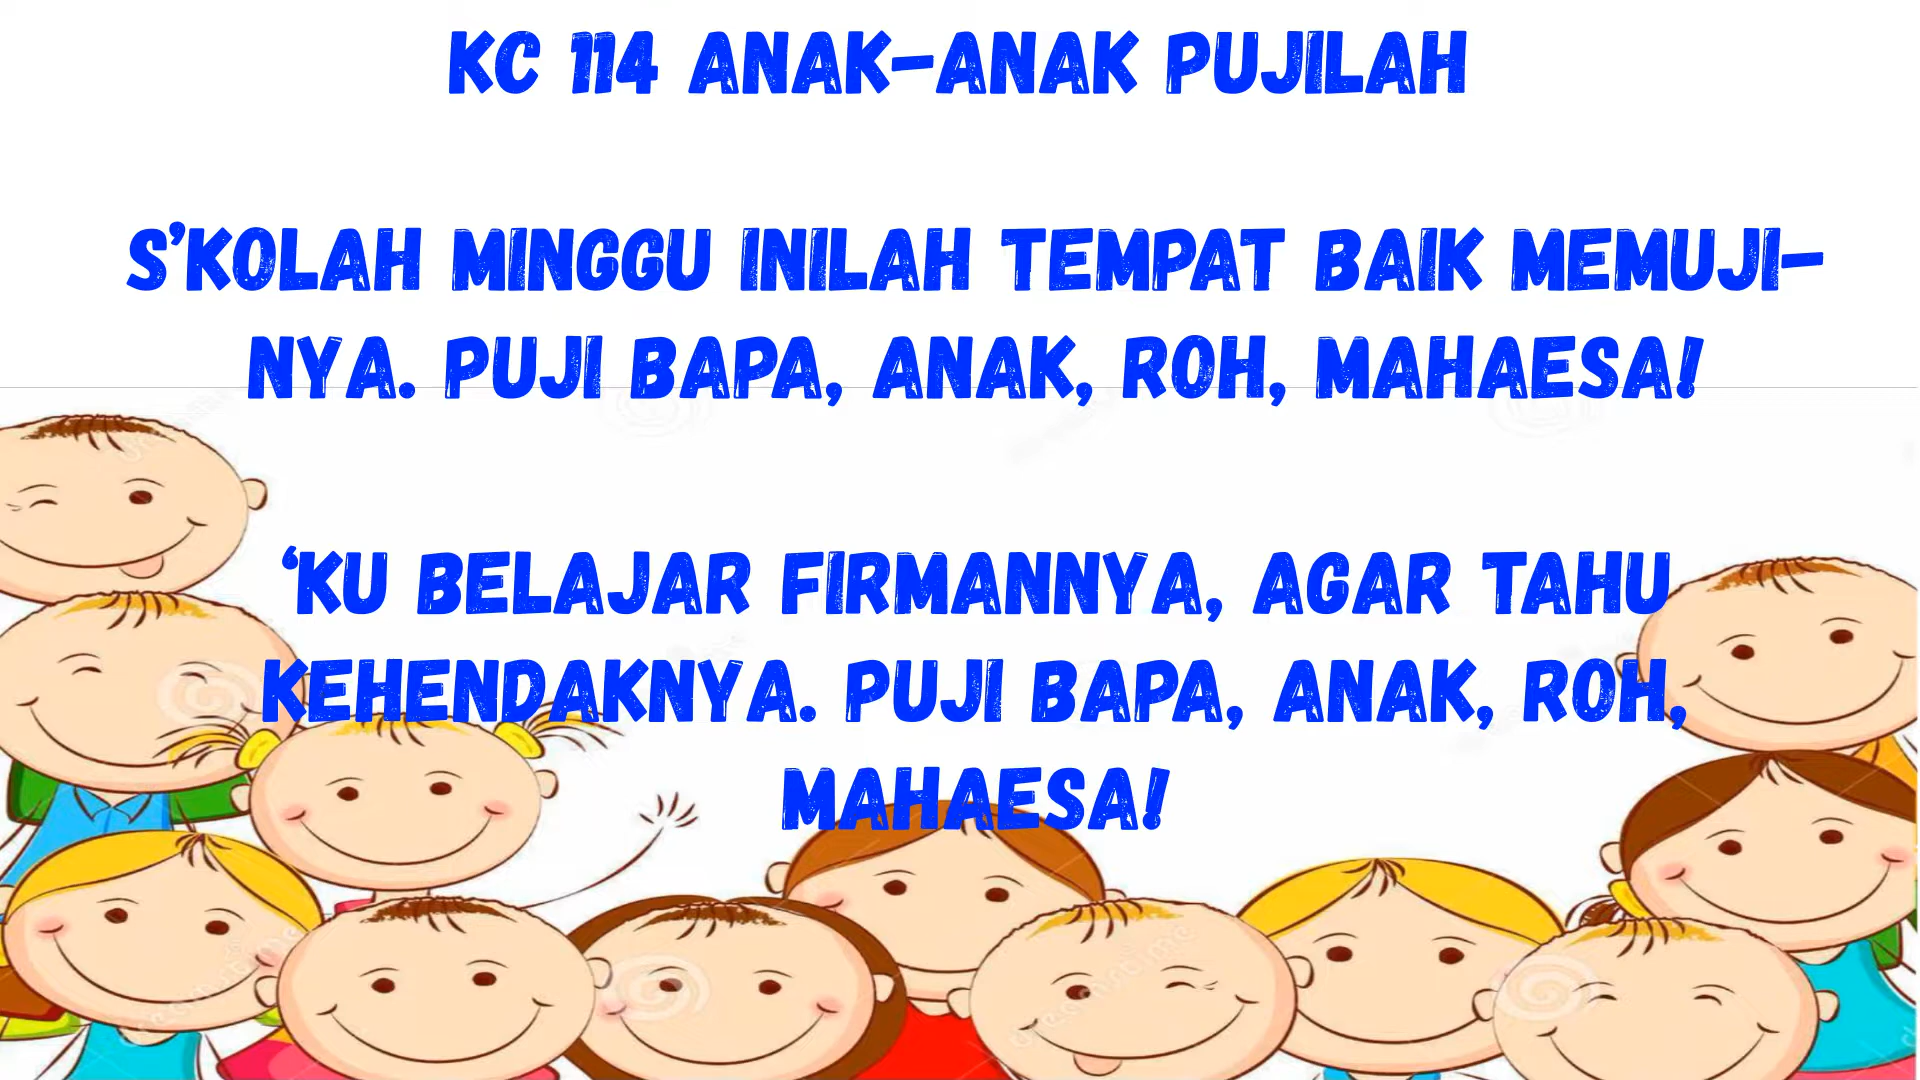 KC 114 ANAK-ANAK PUJILAH
S'KOLAH MINGGU INILAH TEMPAT BAIK MEMUJI-
NYA. PUJI BAPA, ANAK, ROH, MAHAESA!
‘KU BELAJAR FIRMANNYA, AGAR TAHU
KEHENDAKNYA. PUJI BAPA, ANAK, ROH,
MAHAESA!